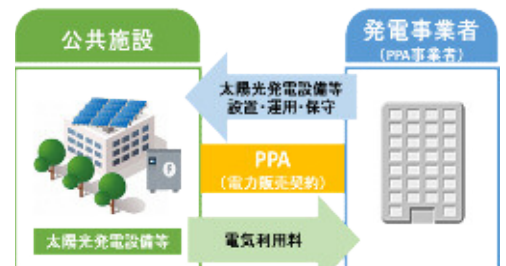 公共施設
発電事業者
(PPA事業者)
太陽光発電設備等
設置・運用・保守
PPA
(電力販売契約)
太陽光発電設備等
電気利用料